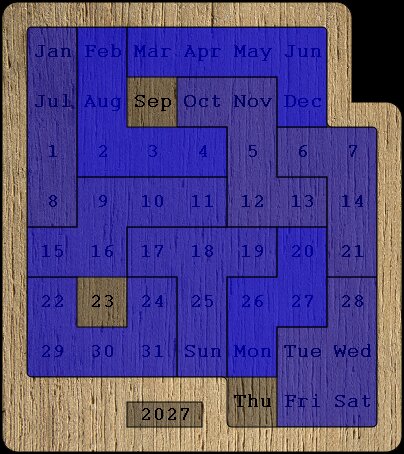 Jan Feb Mar Apr May Jun
Jul Aug Sep Oct Nov Dec
1 2 3 4 5 6 7
8 9 10 11 12 13 14
15 16 17 18 19 20 21
22 23 24 25 26 27 28
29 30 31 Sun Mon Tue Wed
2027 Thu Fri Sat